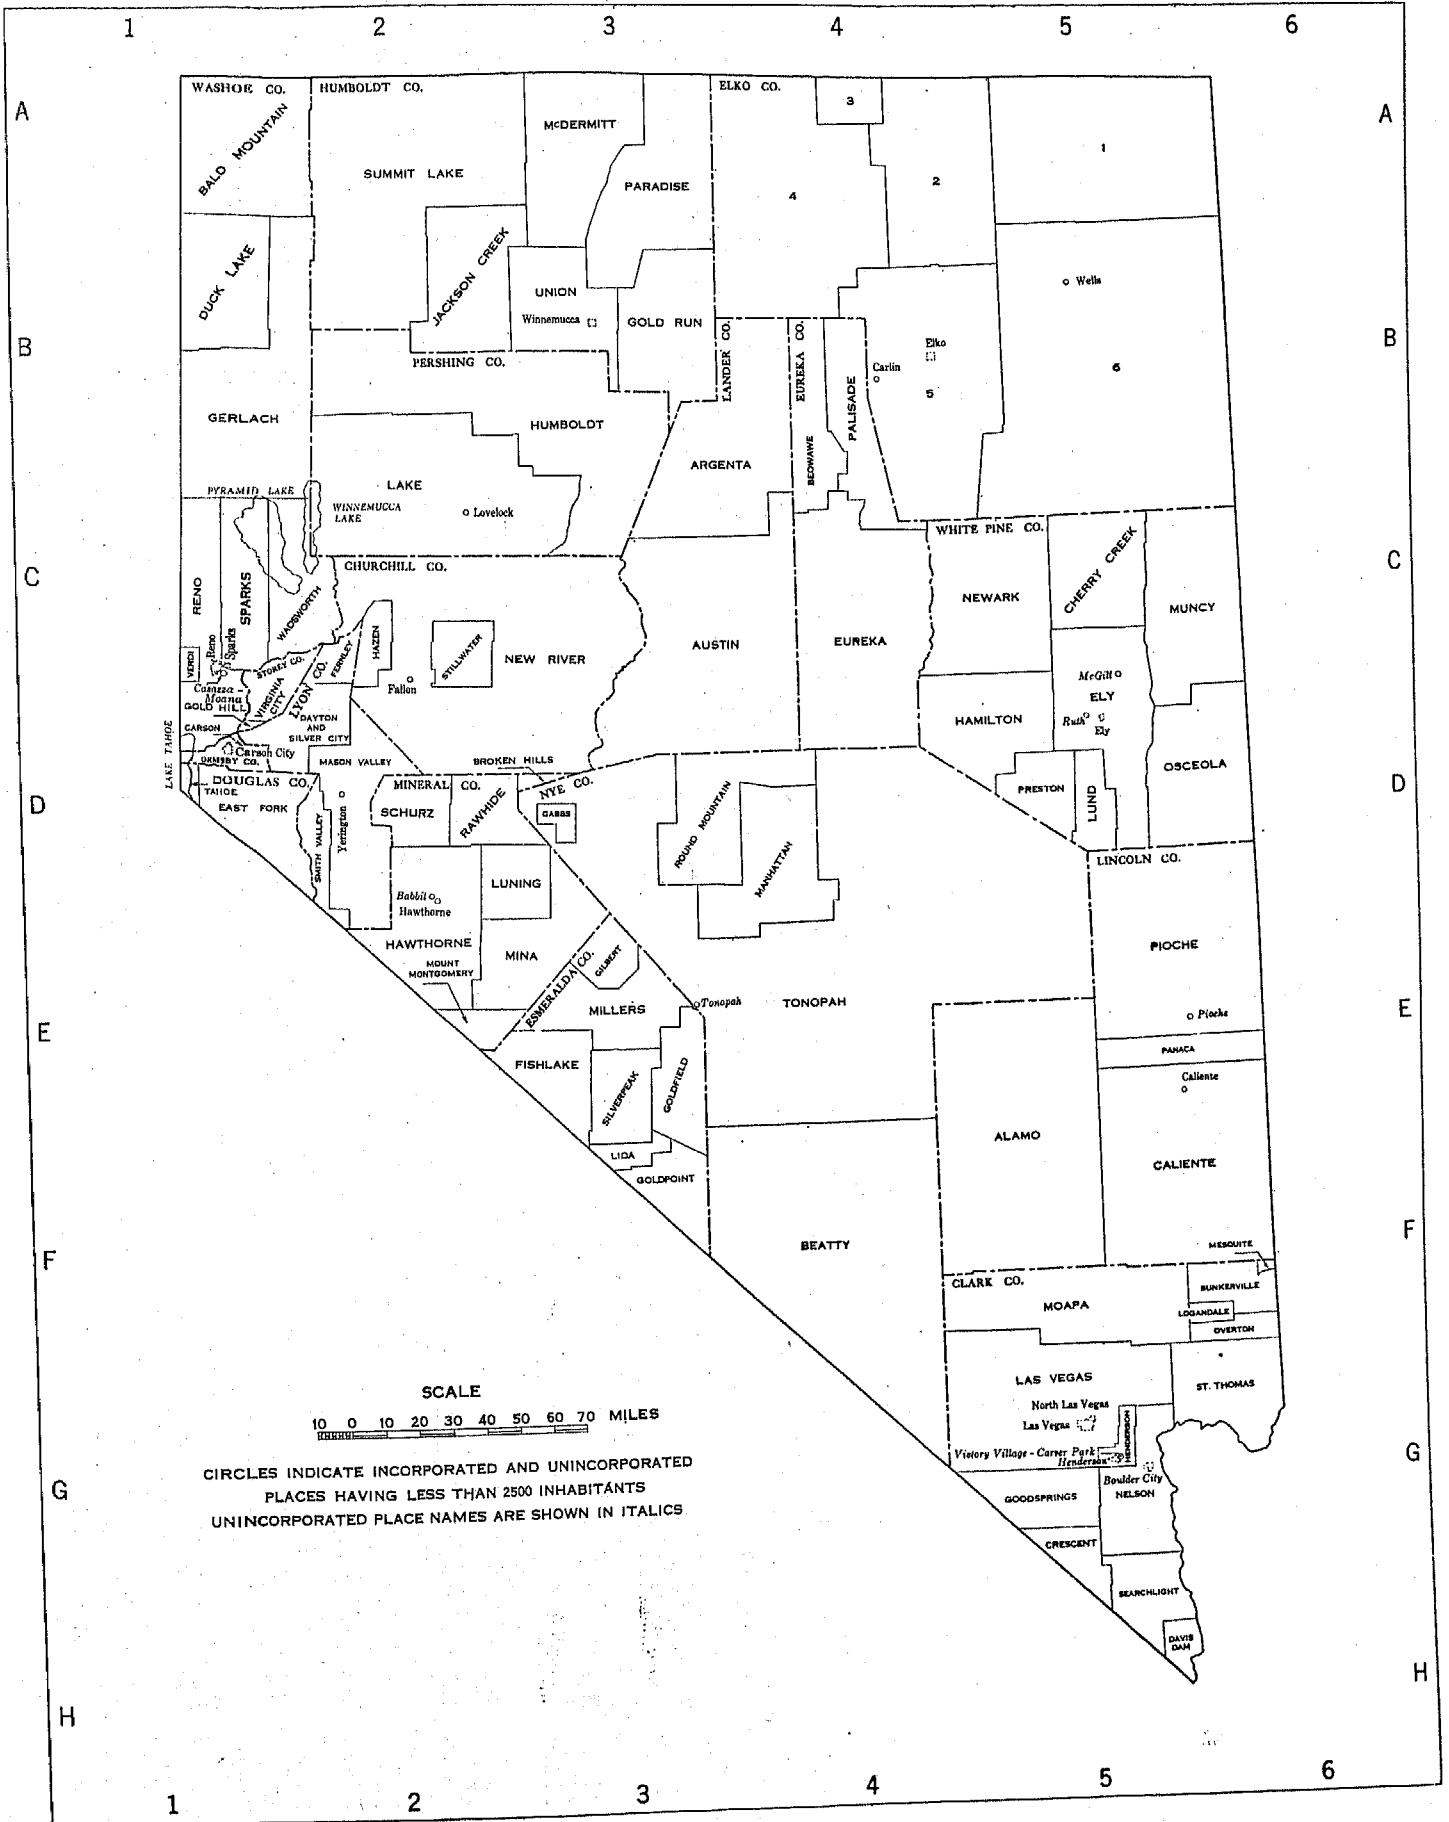 1 2 3 4 5 6
A A
WASHOE CO. HUMBOLDT CO. ELKO CO.
BALD MOUNTAIN
SUMMIT LAKE
McDERMITT
PARADISE
3
1
2
4
DUCK LAKE
JACKSON CREEK
UNION
Winnemucca
GOLD RUN
Wells
B B
PERSHING CO.
LANDER CO.
EUREKA CO.
Elko
Carlin
5
6
PALISADE
BEOWAWE
GERLACH
HUMBOLDT
ARGENTA
PYRAMID LAKE
LAKE
WINNEMUCCA
LAKE
Lovelock
WHITE PINE CO.
CHURCHILL CO.
C C
RENO
SPARKS
WADSWORTH
NEWARK
CHERRY CREEK
MUNCY
VERDI
Reno
Sparks
STOREY CO.
FERNLEY
HAZEN
STILLWATER
NEW RIVER
AUSTIN
EUREKA
Fallon
McGill
ELY
Ruth
Ely
Casazza -
Moana
GOLD HILL
VIRGINIA
CITY
LYON CO.
DAYTON
AND
SILVER CITY
HAMILTON
CARSON
Carson City
ORMSBY CO.
LAKE TAHOE
MASON VALLEY
BROKEN HILLS
OSCEOLA
D D
DOUGLAS CO.
TAHOE
EAST FORK
MINERAL CO.
NYE CO.
SCHURZ
RAWHIDE
GABBS
SMITH VALLEY
Yerington
ROUND MOUNTAIN
MANHATTAN
PRESTON
LUND
LINCOLN CO.
LUNING
Babbit
Hawthorne
HAWTHORNE
MINA
MOUNT
MONTGOMERY
ESMERALDA CO.
GILBERT
PIOCHE
E E
MILLERS
Tonopah
TONOPAH
Pioche
PANACA
FISHLAKE
SILVERPEAK
GOLDFIELD
Caliente
ALAMO
CALIENTE
LIDA
GOLDPOINT
F F
BEATTY
MESQUITE
CLARK CO.
BUNKERVILLE
MOAPA
LOGANDALE
OVERTON
LAS VEGAS
ST. THOMAS
North Las Vegas
Las Vegas
HENDERSON
Victory Village - Carver Park
Henderson
Boulder City
NELSON
G G
GOODSPRINGS
CRESCENT
SEARCHLIGHT
DAVIS
DAM
SCALE
10 0 10 20 30 40 50 60 70 MILES
CIRCLES INDICATE INCORPORATED AND UNINCORPORATED
PLACES HAVING LESS THAN 2500 INHABITANTS
UNINCORPORATED PLACE NAMES ARE SHOWN IN ITALICS
H H
1 2 3 4 5 6